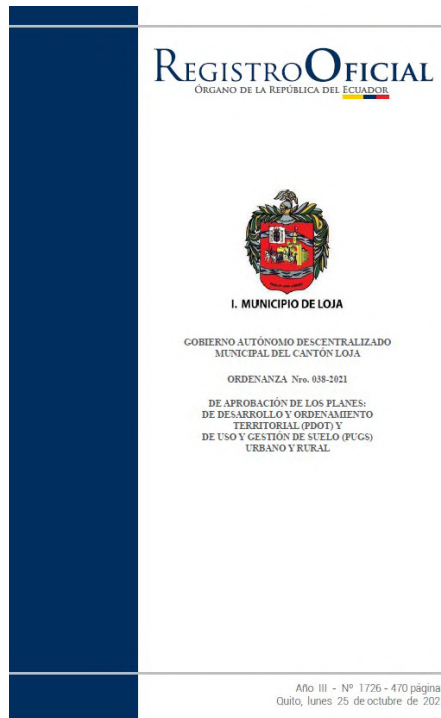 REGISTRO OFICIAL
ÓRGANO DE LA REPÚBLICA DEL ECUADOR
I. MUNICIPIO DE LOJA
GOBIERNO AUTÓNOMO DESCENTRALIZADO
MUNICIPAL DEL CANTÓN LOJA
ORDENANZA Nro. 038-2021
DE APROBACIÓN DE LOS PLANES:
DE DESARROLLO Y ORDENAMIENTO
TERRITORIAL (PDOT) Y
DE USO Y GESTIÓN DE SUELO (PUGS)
URBANO Y RURAL
Año III - Nº 1726 - 470 página
Quito, lunes 25 de octubre de 202